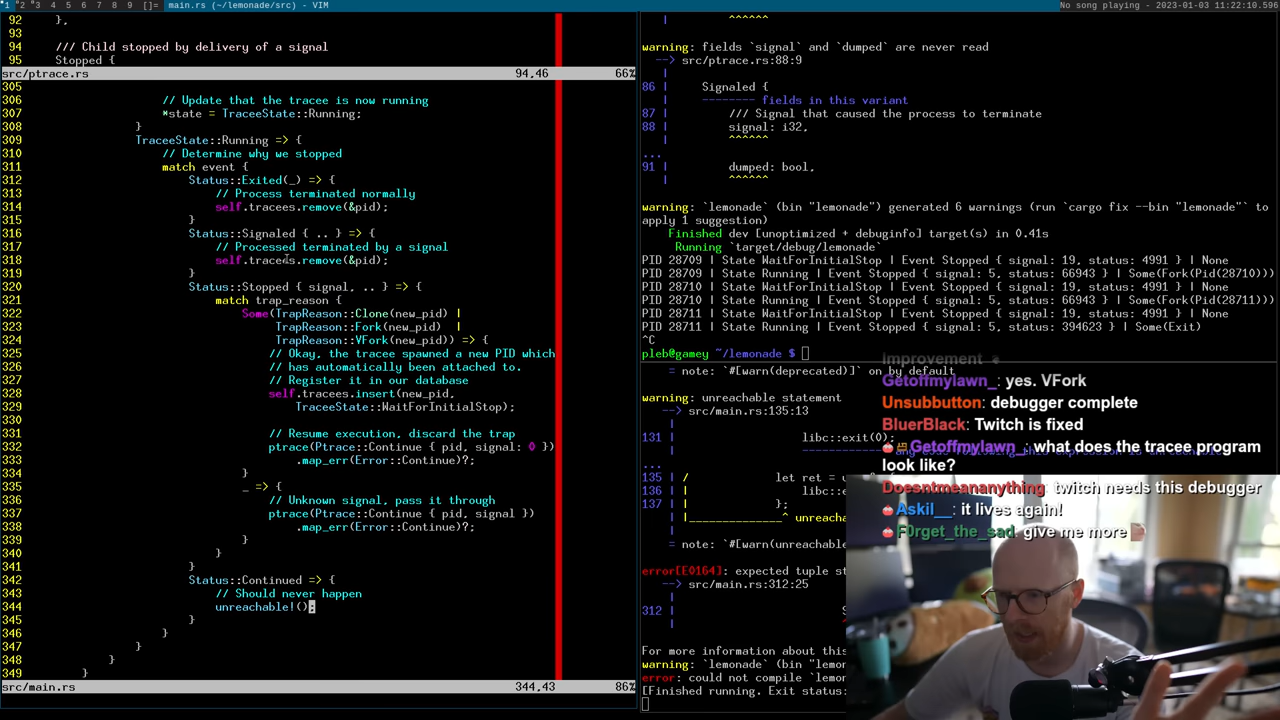 1 2 3 4 5 6 7 8 9 []= main.rs (~/lemonade/src) - VIM
No song playing - 2023-01-03 11:22:10.596
92 },
93
94 /// Child stopped by delivery of a signal
95 Stopped {
src/ptrace.rs 94,46 66%
305
306 // Update that the tracee is now running
307 *state = TraceeState::Running;
308 }
309 TraceeState::Running => {
310 // Determine why we stopped
311 match event {
312 Status::Exited(_) => {
313 // Process terminated normally
314 self.tracees.remove(&pid);
315 }
316 Status::Signaled { .. } => {
317 // Processed terminated by a signal
318 self.tracees.remove(&pid);
319 }
320 Status::Stopped { signal, .. } => {
321 match trap_reason {
322 Some(TrapReason::Clone(new_pid) |
323 TrapReason::Fork(new_pid) |
324 TrapReason::VFork(new_pid)) => {
325 // Okay, the tracee spawned a new PID which
326 // has automatically been attached to.
327 // Register it in our database
328 self.tracees.insert(new_pid,
329 TraceeState::WaitForInitialStop);
330
331 // Resume execution, discard the trap
332 ptrace(Ptrace::Continue { pid, signal: 0 })
333 .map_err(Error::Continue)?;
334 }
335 _ => {
336 // Unknown signal, pass it through
337 ptrace(Ptrace::Continue { pid, signal })
338 .map_err(Error::Continue)?;
339 }
340 }
341 }
342 Status::Continued => {
343 // Should never happen
344 unreachable!();
345 }
346 }
347 }
348 }
349 }
src/main.rs 344,43 86%
| ^^^^^^
warning: fields `signal` and `dumped` are never read
--> src/ptrace.rs:88:9
|
86 | Signaled {
| -------- fields in this variant
87 | /// Signal that caused the process to terminate
88 | signal: i32,
| ^^^^^^
...
91 | dumped: bool,
| ^^^^^^
warning: `lemonade` (bin "lemonade") generated 6 warnings (run `cargo fix --bin "lemonade"` to
apply 1 suggestion)
Finished dev [unoptimized + debuginfo] target(s) in 0.41s
Running `target/debug/lemonade`
PID 28709 | State WaitForInitialStop | Event Stopped { signal: 19, status: 4991 } | None
PID 28709 | State Running | Event Stopped { signal: 5, status: 66943 } | Some(Fork(Pid(28710)))
PID 28710 | State WaitForInitialStop | Event Stopped { signal: 19, status: 4991 } | None
PID 28710 | State Running | Event Stopped { signal: 5, status: 66943 } | Some(Fork(Pid(28711)))
PID 28711 | State WaitForInitialStop | Event Stopped { signal: 19, status: 4991 } | None
PID 28711 | State Running | Event Stopped { signal: 5, status: 394623 } | Some(Exit)
^C
pleb@gamey ~/lemonade $
= note: `#[warn(deprecated)]` on by default
warning: unreachable statement
--> src/main.rs:135:13
|
131 | libc::exit(0);
...
135 | / let ret = u
136 | | libc::e
137 | | };
| |_____________^ unreacha
|
= note: `#[warn(unreachable
error[E0164]: expected tuple st
--> src/main.rs:312:25
|
312 | S
|
For more information about this
warning: `lemonade` (bin "lemon
error: could not compile `lemon
[Finished running. Exit status:
improvement
Getoffmylawn_: yes. VFork
Unsubbutton: debugger complete
BluerBlack: Twitch is fixed
Getoffmylawn_: what does the tracee program
look like?
Doesntmeananything: twitch needs this debugger
Askil__: it lives again!
F0rget_the_sad: give me more